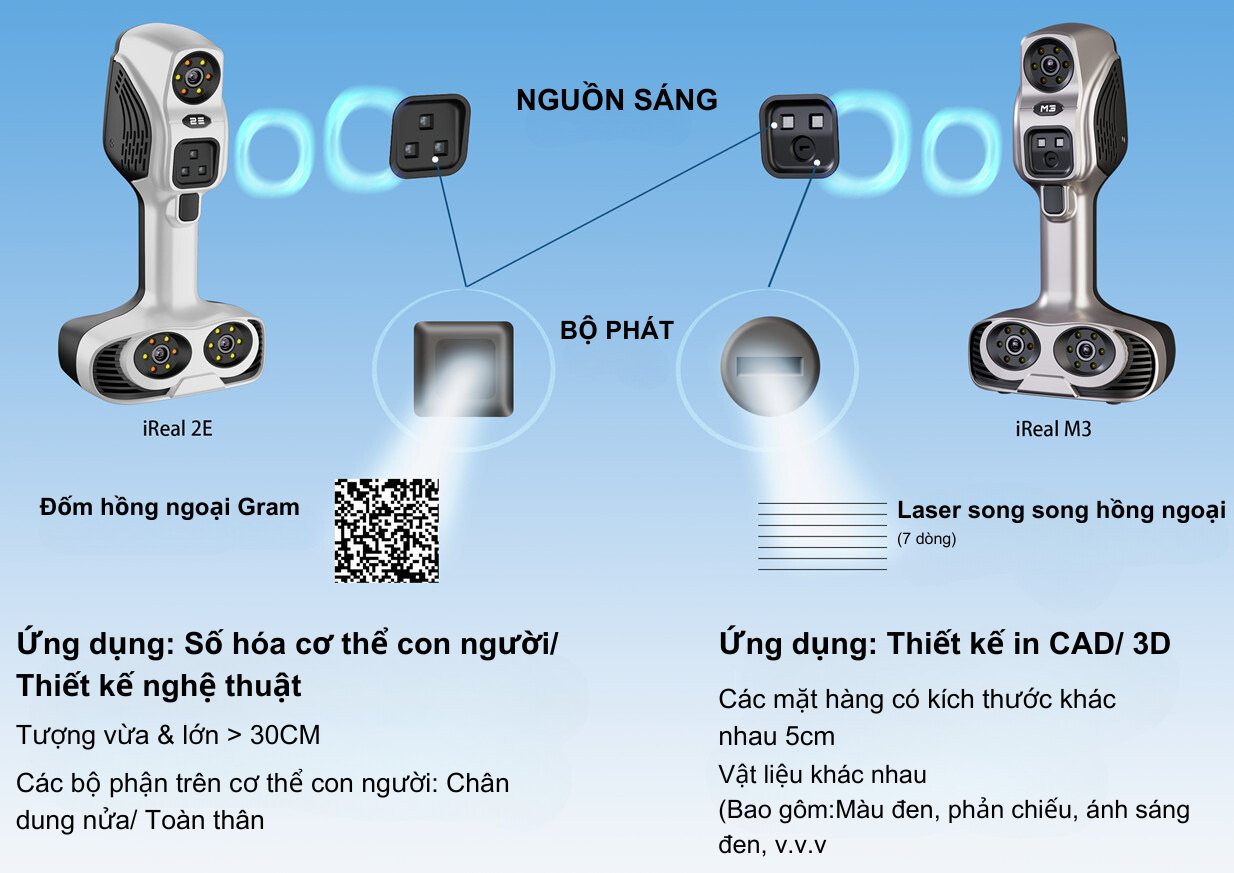 NGUỒN SÁNG
2E
M3
BỘ PHÁT
iReal 2E
iReal M3
Đốm hồng ngoại Gram
Laser song song hồng ngoại
(7 dòng)
Ứng dụng: Số hóa cơ thể con người/
Thiết kế nghệ thuật
Tượng vừa & lớn > 30CM
Các bộ phận trên cơ thể con người: Chân
dung nửa/ Toàn thân
Ứng dụng: Thiết kế in CAD/ 3D
Các mặt hàng có kích thước khác
nhau 5cm
Vật liệu khác nhau
(Bao gôm:Màu đen, phản chiếu, ánh sáng
đen, v.v.v